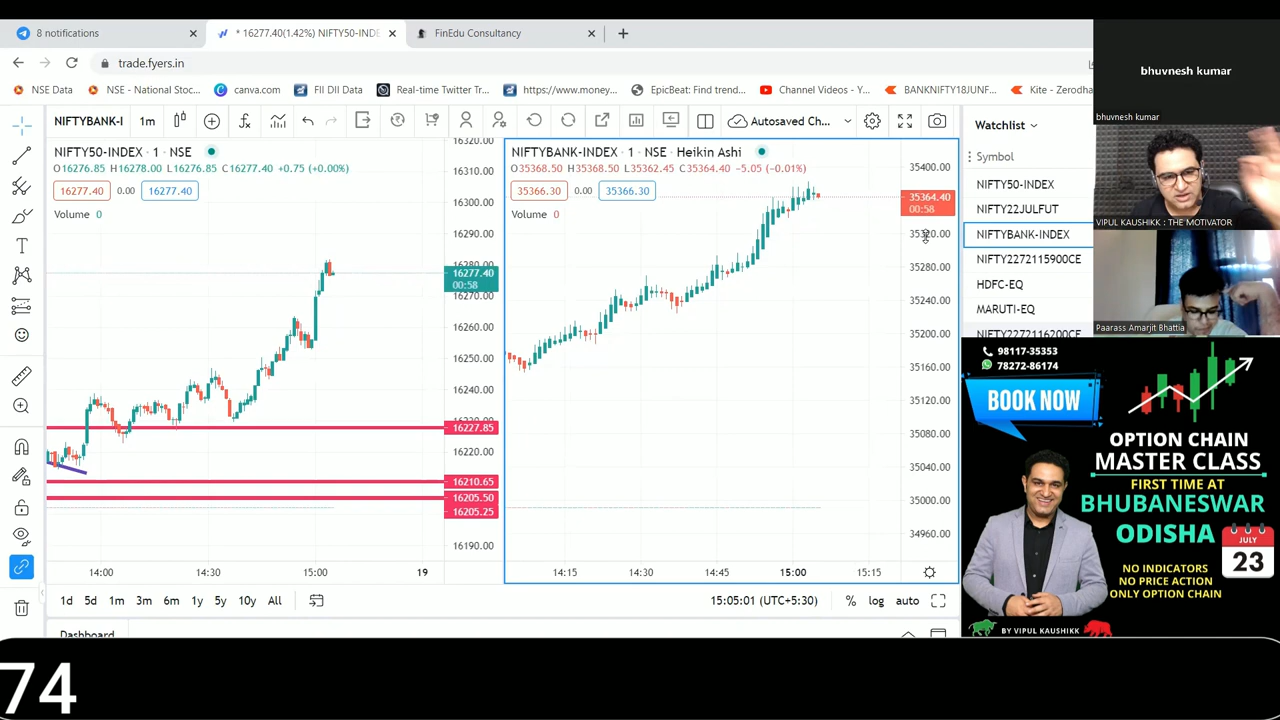 8 notifications
* 16277.40(1.42%) NIFTY50-INDE
FinEdu Consultancy
trade.fyers.in
NSE Data
NSE - National Stoc...
canva.com
FII DII Data
Real-time Twitter Tr...
https://www.money...
EpicBeat: Find trend...
Channel Videos - Y...
BANKNIFTY18JUNF...
Kite - Zerodha
NIFTYBANK-I
1m
Autosaved Ch...
NIFTY50-INDEX · 1 · NSE
O16276.85 H16278.00 L16276.85 C16277.40 +0.75 (+0.00%)
16277.40
0.00
16277.40
Volume 0
16320.00
16310.00
16300.00
16290.00
16280.00
16277.40
00:58
16270.00
16260.00
16250.00
16240.00
16227.85
16220.00
16210.65
16205.50
16205.25
16190.00
14:00
14:30
15:00
19
NIFTYBANK-INDEX · 1 · NSE Heikin Ashi
O35368.50 H35368.50 L35362.45 C35364.40 −5.05 (−0.01%)
35366.30
0.00
35366.30
Volume 0
35400.00
35364.40
00:58
35320.00
35280.00
35240.00
35200.00
35160.00
35120.00
35080.00
35040.00
35000.00
34960.00
14:15
14:30
14:45
15:00
15:15
1d
5d
1m
3m
6m
1y
5y
10y
All
15:05:01 (UTC+5:30)
%
log
auto
Dashboard
Watchlist
Symbol
NIFTY50-INDEX
NIFTY22JULFUT
NIFTYBANK-INDEX
NIFTY2272115900CE
HDFC-EQ
MARUTI-EQ
NIFTY2272116200CE
bhuvnesh kumar
bhuvnesh kumar
VIPUL KAUSHIKK : THE MOTIVATOR
Paarass Amarjit Bhattia
98117-35353
78272-86174
BOOK NOW
OPTION CHAIN
MASTER CLASS
FIRST TIME AT
BHUBANESWAR
ODISHA
JULY
23
NO INDICATORS
NO PRICE ACTION
ONLY OPTION CHAIN
BY VIPUL KAUSHIKK
74